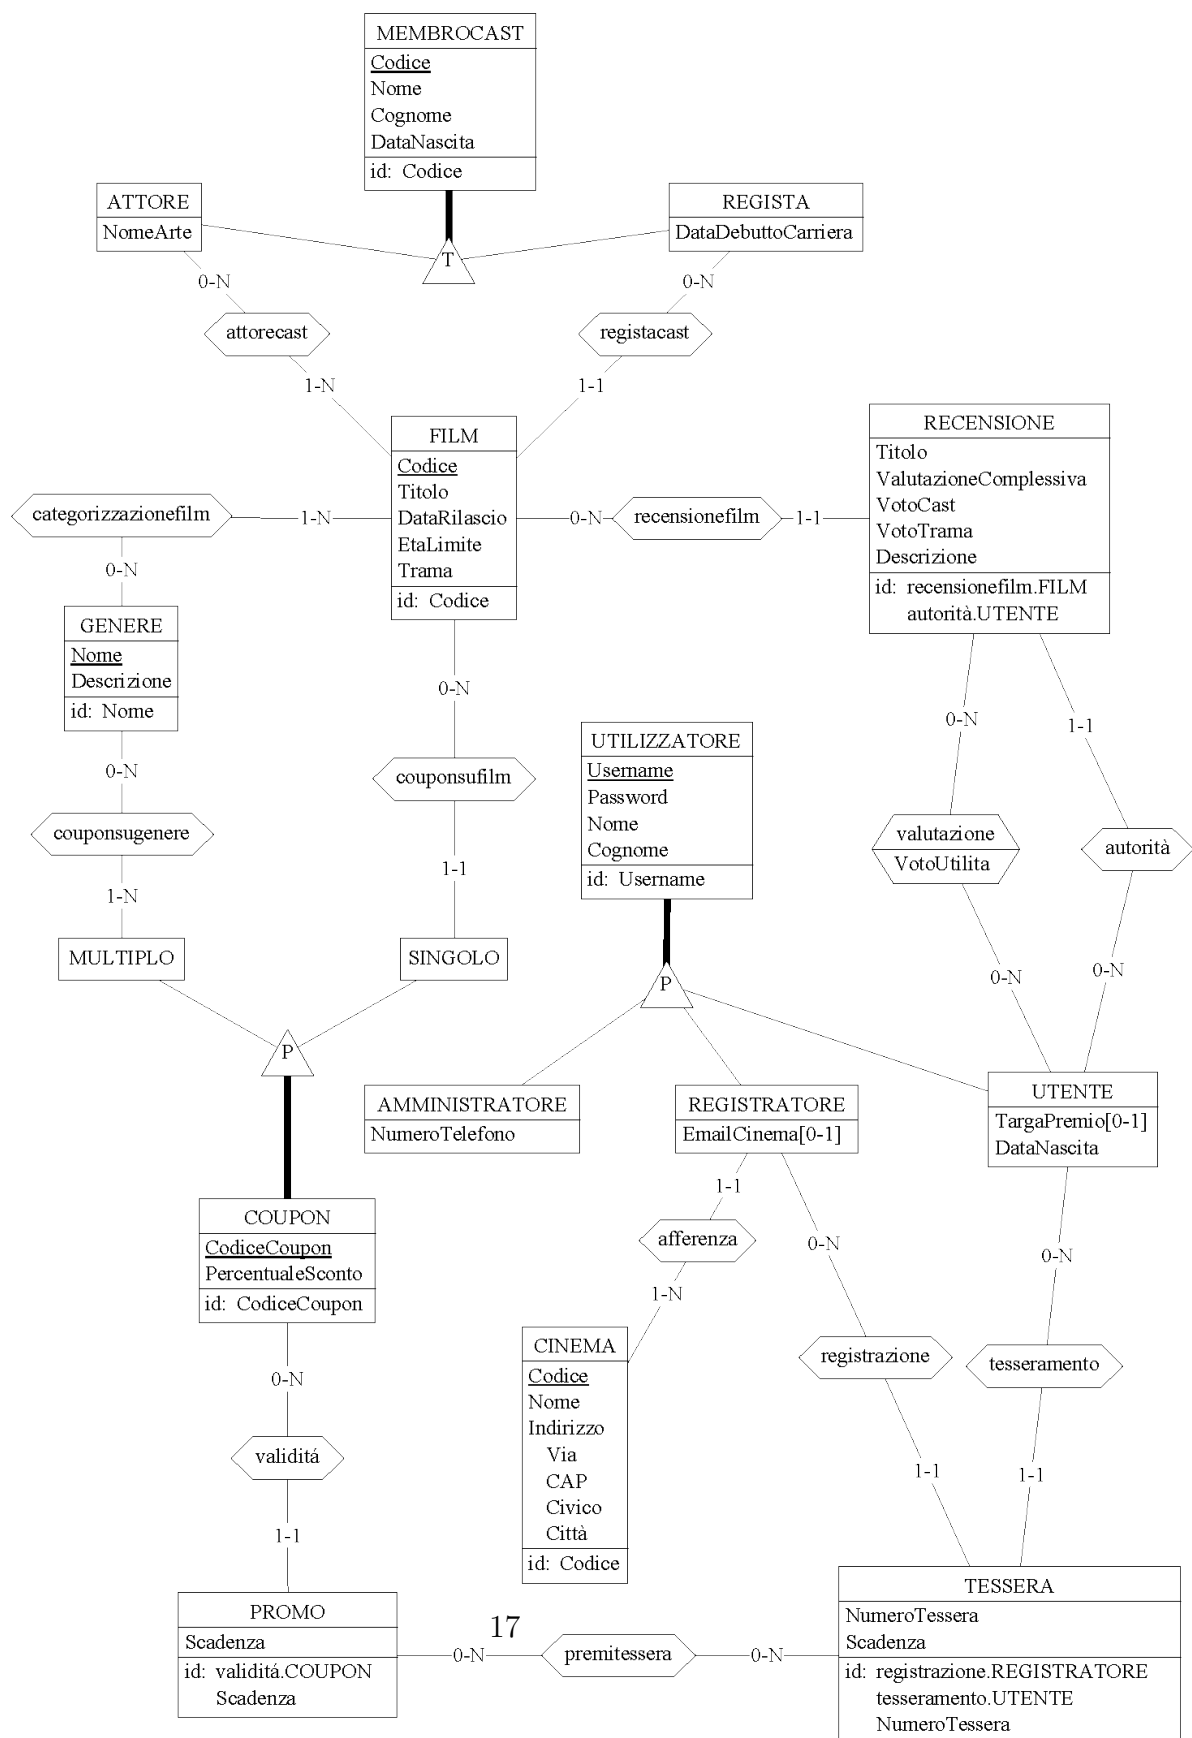 MEMBROCAST
Codice
Nome
Cognome
DataNascita
id: Codice
ATTORE
NomeArte
REGISTA
DataDebuttoCarriera
T
0-N
0-N
attorecast
registacast
1-N
1-1
FILM
Codice
Titolo
DataRilascio
EtaLimite
Trama
id: Codice
RECENSIONE
Titolo
ValutazioneComplessiva
VotoCast
VotoTrama
Descrizione
id: recensionefilm.FILM
autorità.UTENTE
categorizzazionefilm
1-N
0-N
recensionefilm
1-1
0-N
GENERE
Nome
Descrizione
id: Nome
0-N
0-N
1-1
UTILIZZATORE
Username
Password
Nome
Cognome
id: Username
0-N
couponsufilm
couponsugenere
valutazione
VotoUtilita
autorità
1-1
1-N
MULTIPLO
SINGOLO
0-N
0-N
P
P
AMMINISTRATORE
NumeroTelefono
REGISTRATORE
EmailCinema[0-1]
UTENTE
TargaPremio[0-1]
DataNascita
1-1
COUPON
CodiceCoupon
PercentualeSconto
id: CodiceCoupon
afferenza
0-N
0-N
1-N
CINEMA
Codice
Nome
Indirizzo
Via
CAP
Civico
Città
id: Codice
registrazione
tesseramento
0-N
validitá
1-1
1-1
1-1
PROMO
Scadenza
id: validitá.COUPON
Scadenza
17
0-N
premitessera
0-N
TESSERA
NumeroTessera
Scadenza
id: registrazione.REGISTRATORE
tesseramento.UTENTE
NumeroTessera